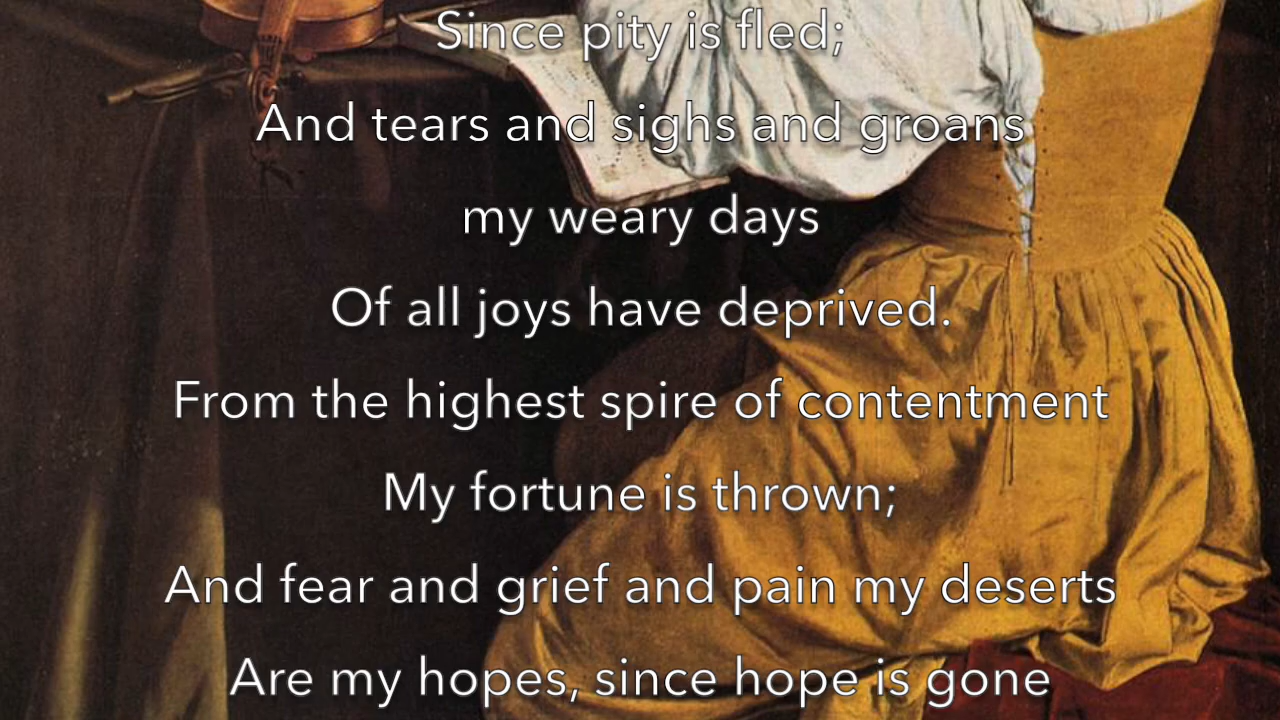 Since pity is fled;
And tears and sighs and groans
my weary days
Of all joys have deprived.
From the highest spire of contentment
My fortune is thrown;
And fear and grief and pain my deserts
Are my hopes, since hope is gone